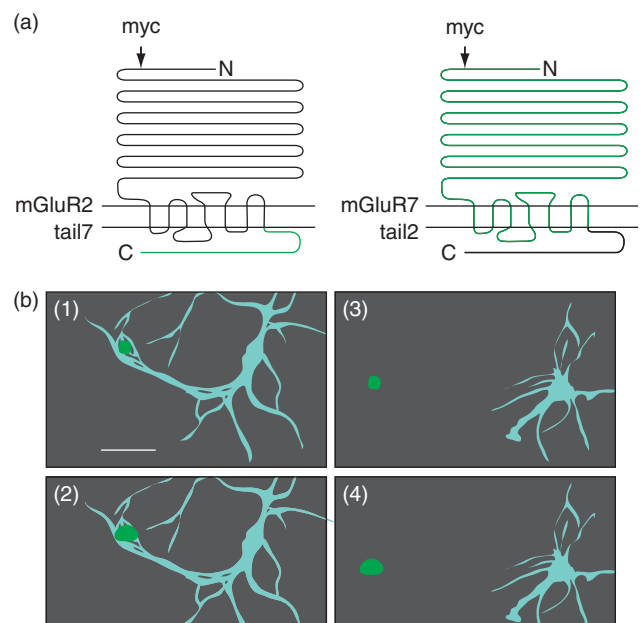 (a)
myc
N
mGluR2
tail7
C
myc
N
mGluR7
tail2
C
(b)
(1)
(3)
(2)
(4)